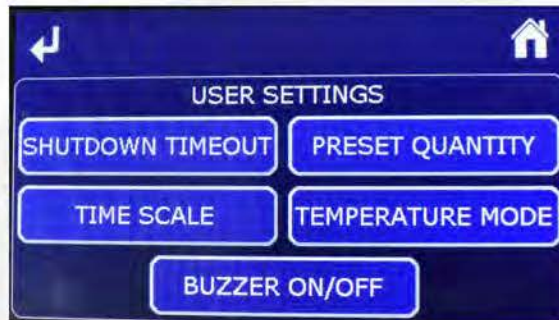 USER SETTINGS
SHUTDOWN TIMEOUT
PRESET QUANTITY
TIME SCALE
TEMPERATURE MODE
BUZZER ON/OFF